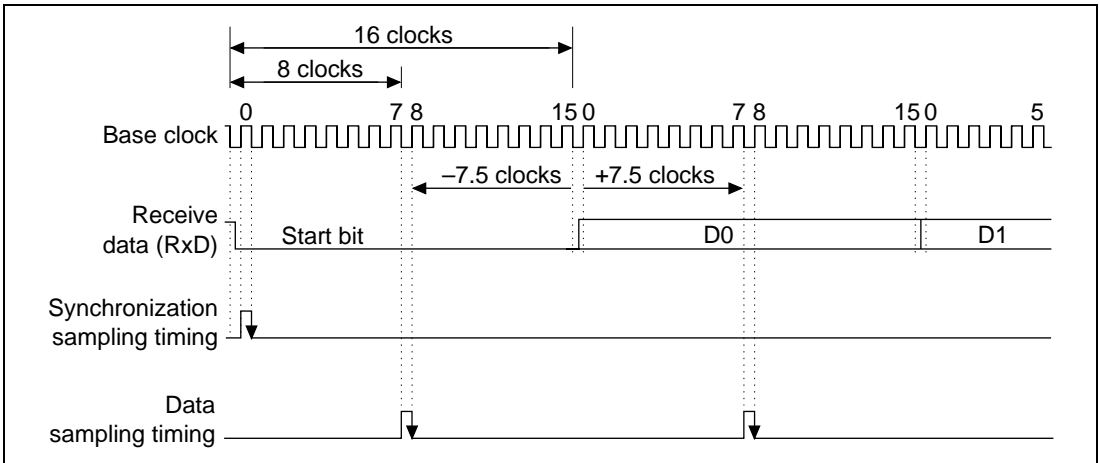 16 clocks
8 clocks
0 7 8 15 0 7 8 15 0 5
Base clock
–7.5 clocks +7.5 clocks
Receive
data (RxD)
Start bit D0 D1
Synchronization
sampling timing
Data
sampling timing